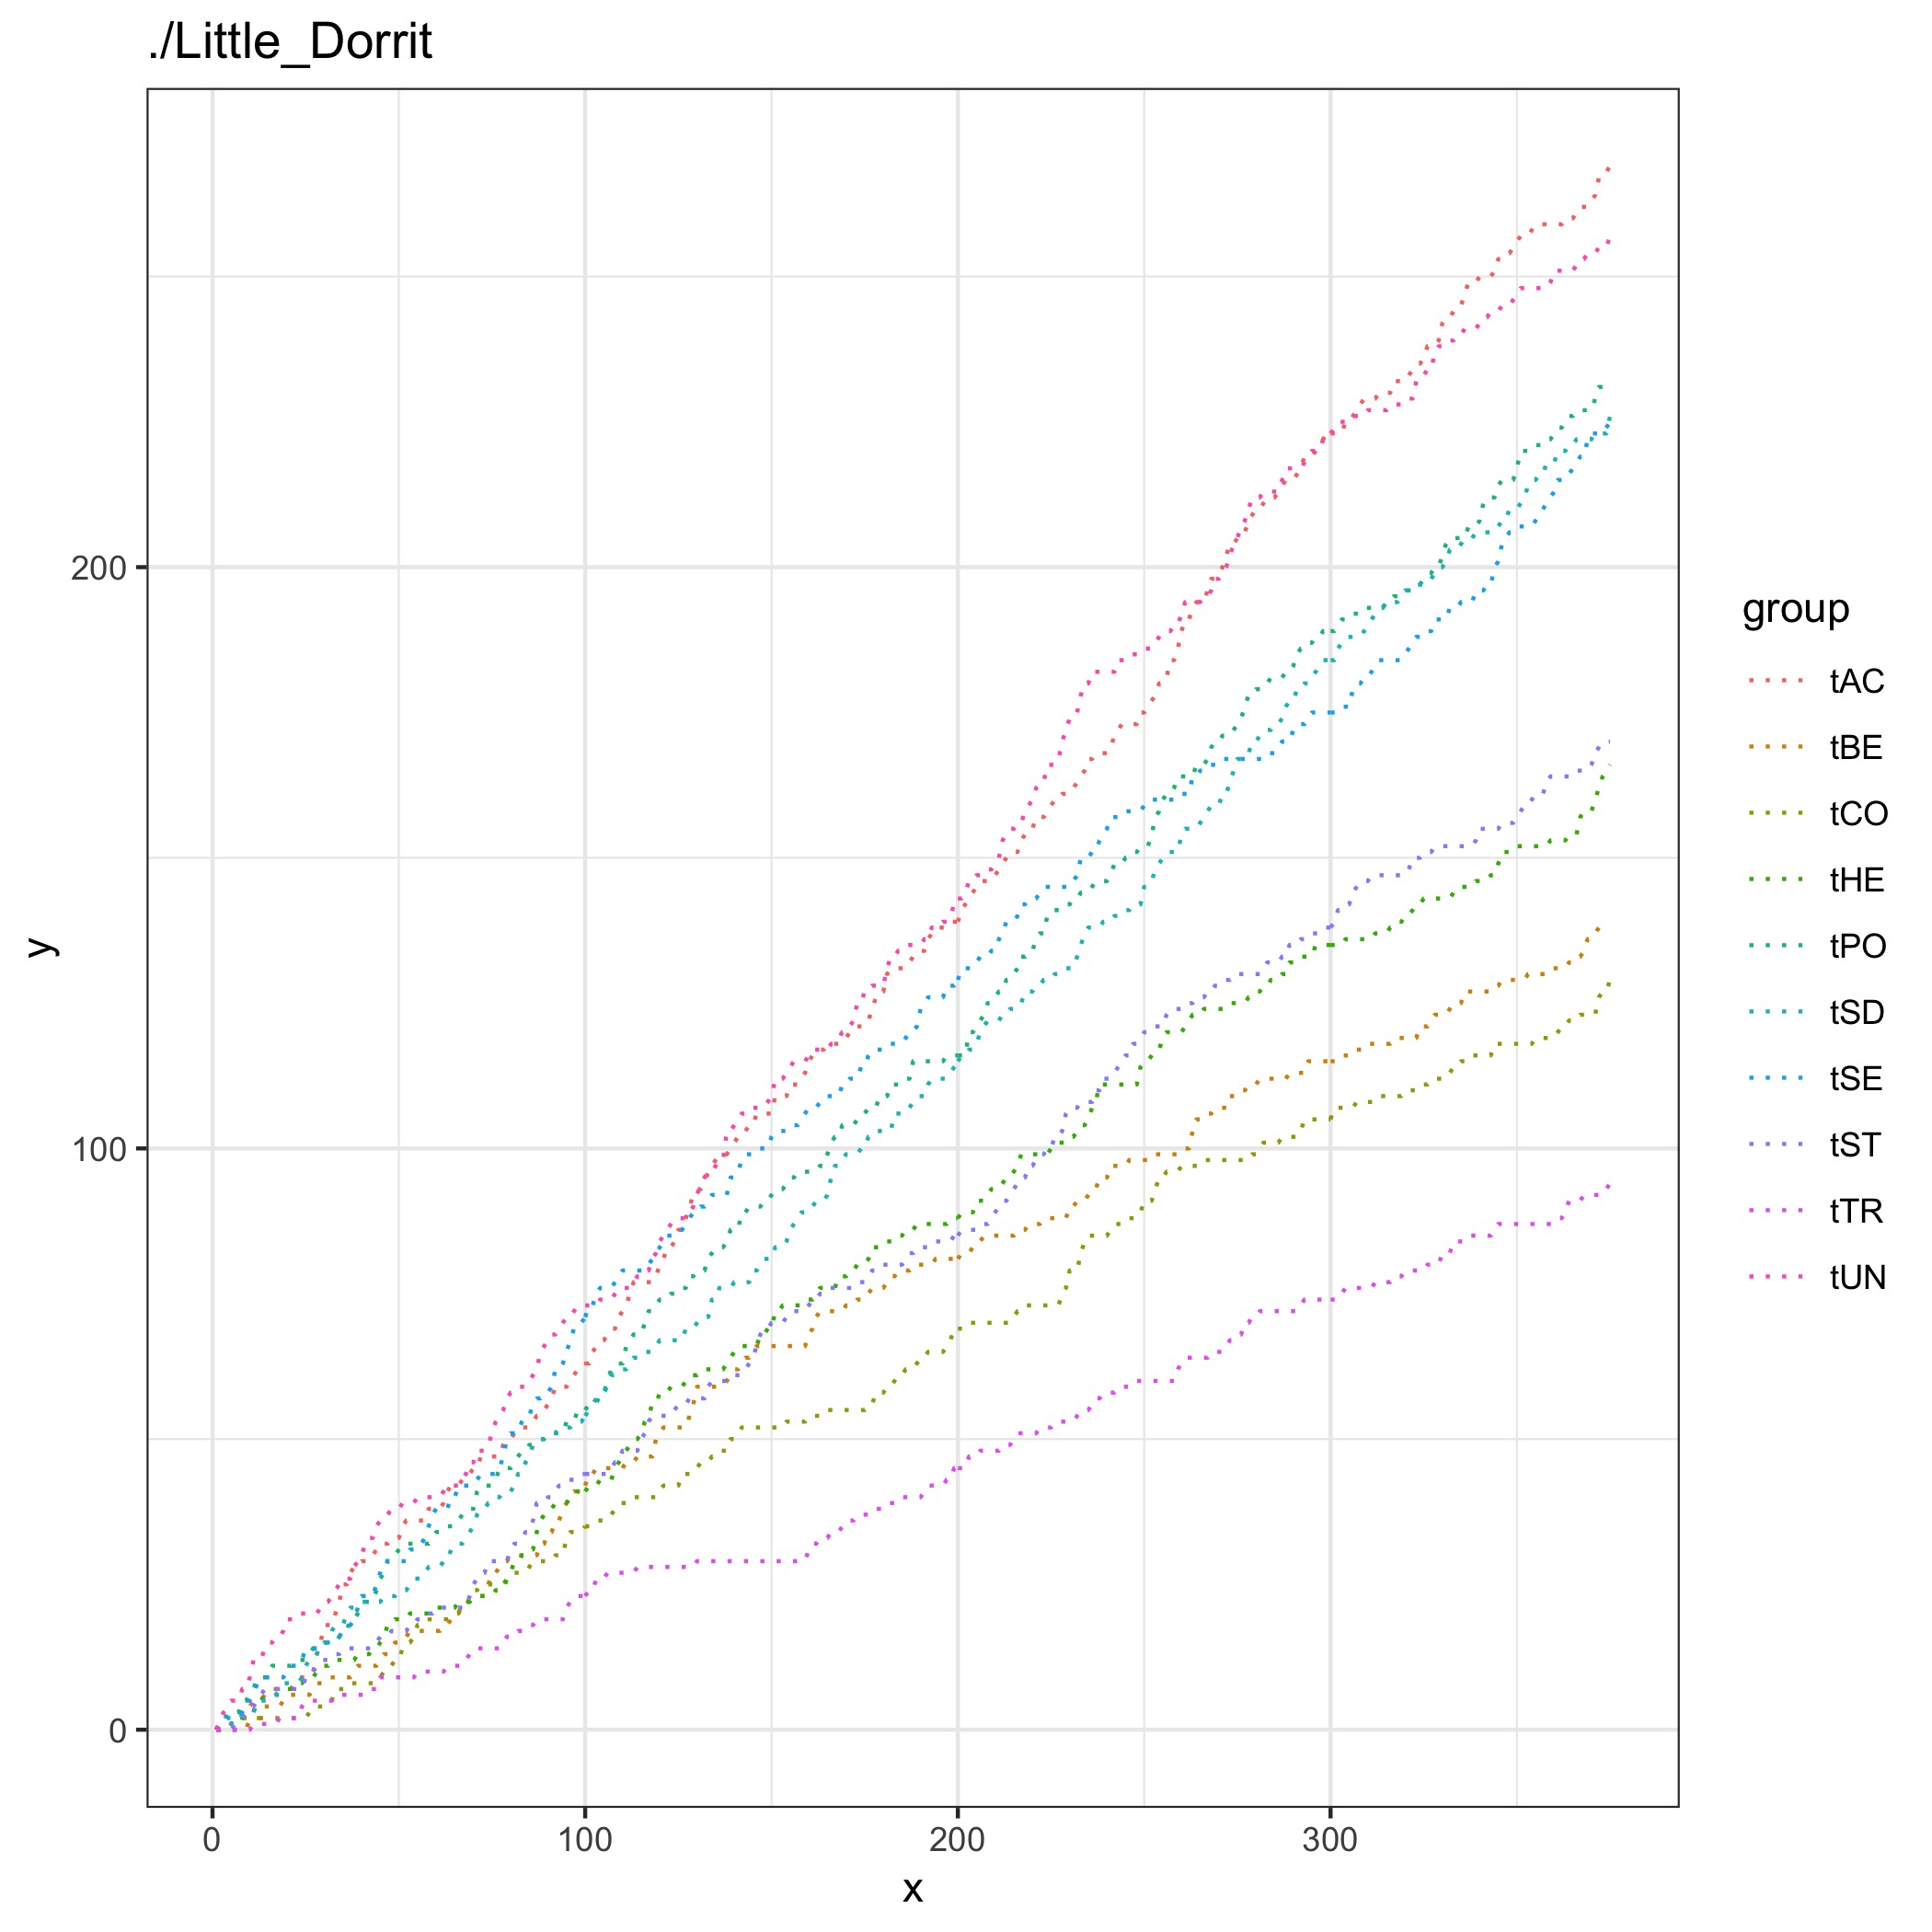 ./Little_Dorrit
200
100
0
y
0 100 200 300
x
group
tAC
tBE
tCO
tHE
tPO
tSD
tSE
tST
tTR
tUN